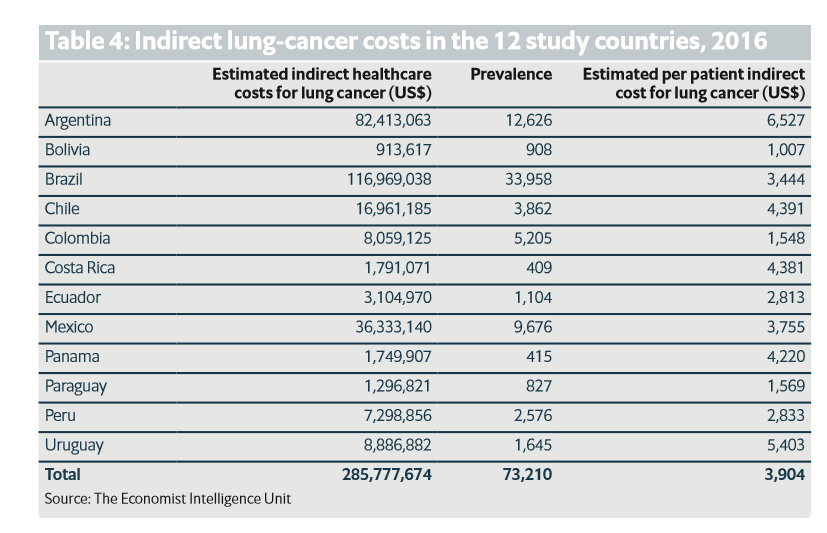 Table 4: Indirect lung-cancer costs in the 12 study countries, 2016
Estimated indirect healthcare costs for lung cancer (US$) Prevalence Estimated per patient indirect cost for lung cancer (US$)
Argentina 82,413,063 12,626 6,527
Bolivia 913,617 908 1,007
Brazil 116,969,038 33,958 3,444
Chile 16,961,185 3,862 4,391
Colombia 8,059,125 5,205 1,548
Costa Rica 1,791,071 409 4,381
Ecuador 3,104,970 1,104 2,813
Mexico 36,333,140 9,676 3,755
Panama 1,749,907 415 4,220
Paraguay 1,296,821 827 1,569
Peru 7,298,856 2,576 2,833
Uruguay 8,886,882 1,645 5,403
Total 285,777,674 73,210 3,904
Source: The Economist Intelligence Unit